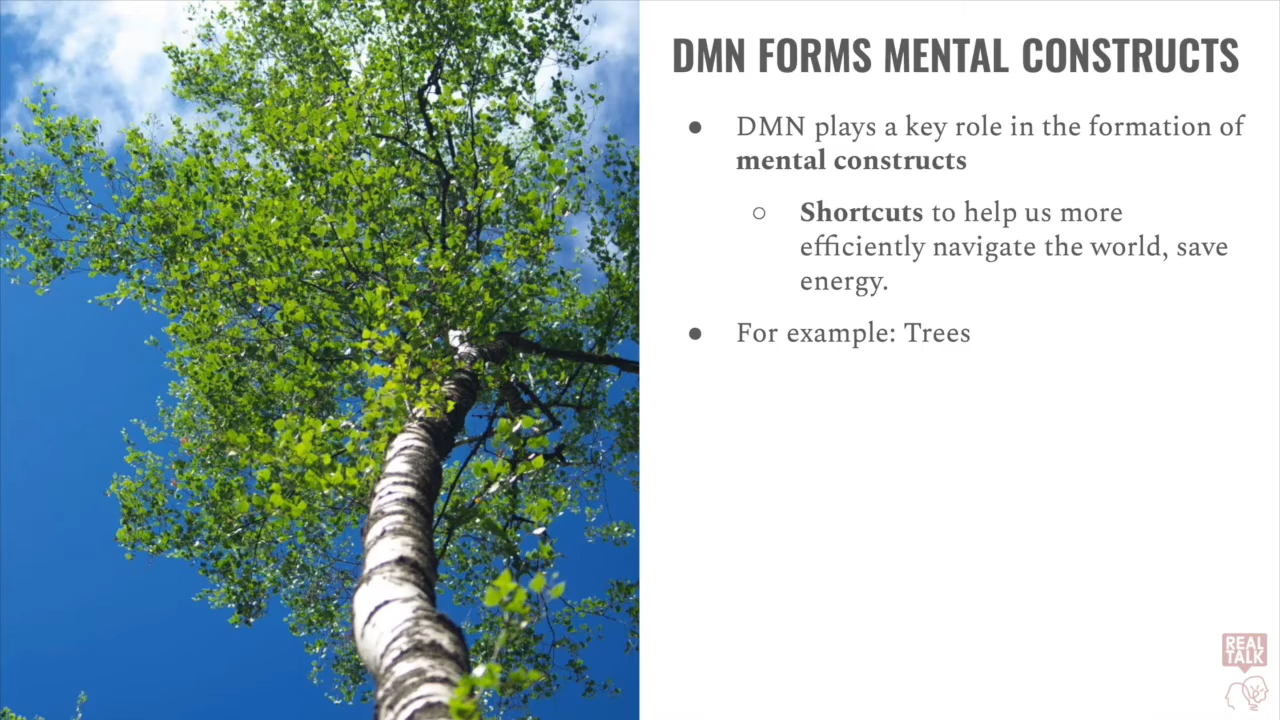 DMN FORMS MENTAL CONSTRUCTS
● DMN plays a key role in the formation of
mental constructs
○ Shortcuts to help us more
efficiently navigate the world, save
energy.
● For example: Trees
REAL
TALK